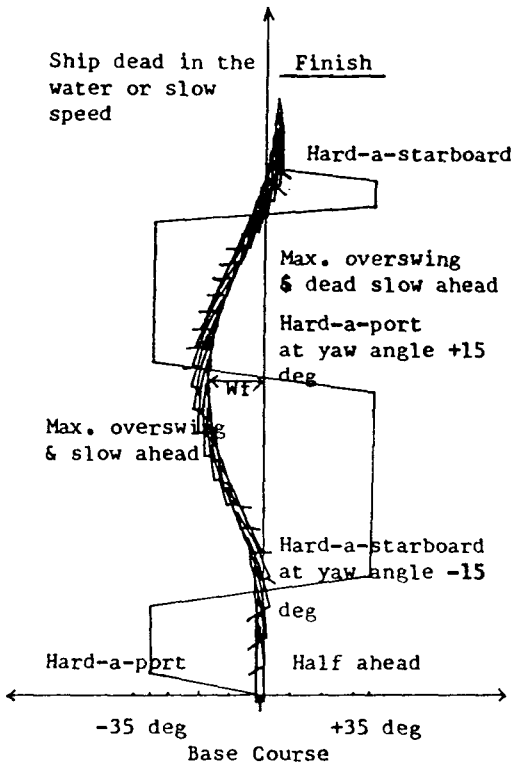 Ship dead in the
water or slow
speed
Finish
Hard-a-starboard
Max. overswing
& dead slow ahead
Hard-a-port
at yaw angle +15
deg
Wf
Max. overswing
& slow ahead
Hard-a-starboard
at yaw angle -15
deg
Hard-a-port
Half ahead
-35 deg
+35 deg
Base Course